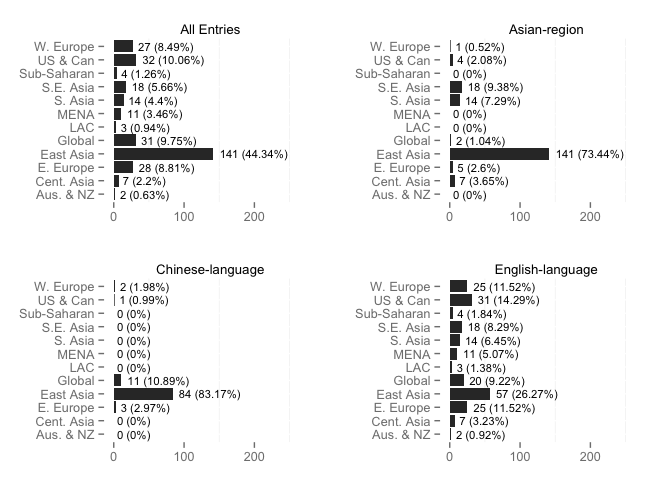 All Entries
W. Europe 27 (8.49%)
US & Can 32 (10.06%)
Sub-Saharan 4 (1.26%)
S.E. Asia 18 (5.66%)
S. Asia 14 (4.4%)
MENA 11 (3.46%)
LAC 3 (0.94%)
Global 31 (9.75%)
East Asia 141 (44.34%)
E. Europe 28 (8.81%)
Cent. Asia 7 (2.2%)
Aus. & NZ 2 (0.63%)
0 100 200
Asian-region
W. Europe 1 (0.52%)
US & Can 4 (2.08%)
Sub-Saharan 0 (0%)
S.E. Asia 18 (9.38%)
S. Asia 14 (7.29%)
MENA 0 (0%)
LAC 0 (0%)
Global 2 (1.04%)
East Asia 141 (73.44%)
E. Europe 5 (2.6%)
Cent. Asia 7 (3.65%)
Aus. & NZ 0 (0%)
0 100 200
Chinese-language
W. Europe 2 (1.98%)
US & Can 1 (0.99%)
Sub-Saharan 0 (0%)
S.E. Asia 0 (0%)
S. Asia 0 (0%)
MENA 0 (0%)
LAC 0 (0%)
Global 11 (10.89%)
East Asia 84 (83.17%)
E. Europe 3 (2.97%)
Cent. Asia 0 (0%)
Aus. & NZ 0 (0%)
0 100 200
English-language
W. Europe 25 (11.52%)
US & Can 31 (14.29%)
Sub-Saharan 4 (1.84%)
S.E. Asia 18 (8.29%)
S. Asia 14 (6.45%)
MENA 11 (5.07%)
LAC 3 (1.38%)
Global 20 (9.22%)
East Asia 57 (26.27%)
E. Europe 25 (11.52%)
Cent. Asia 7 (3.23%)
Aus. & NZ 2 (0.92%)
0 100 200